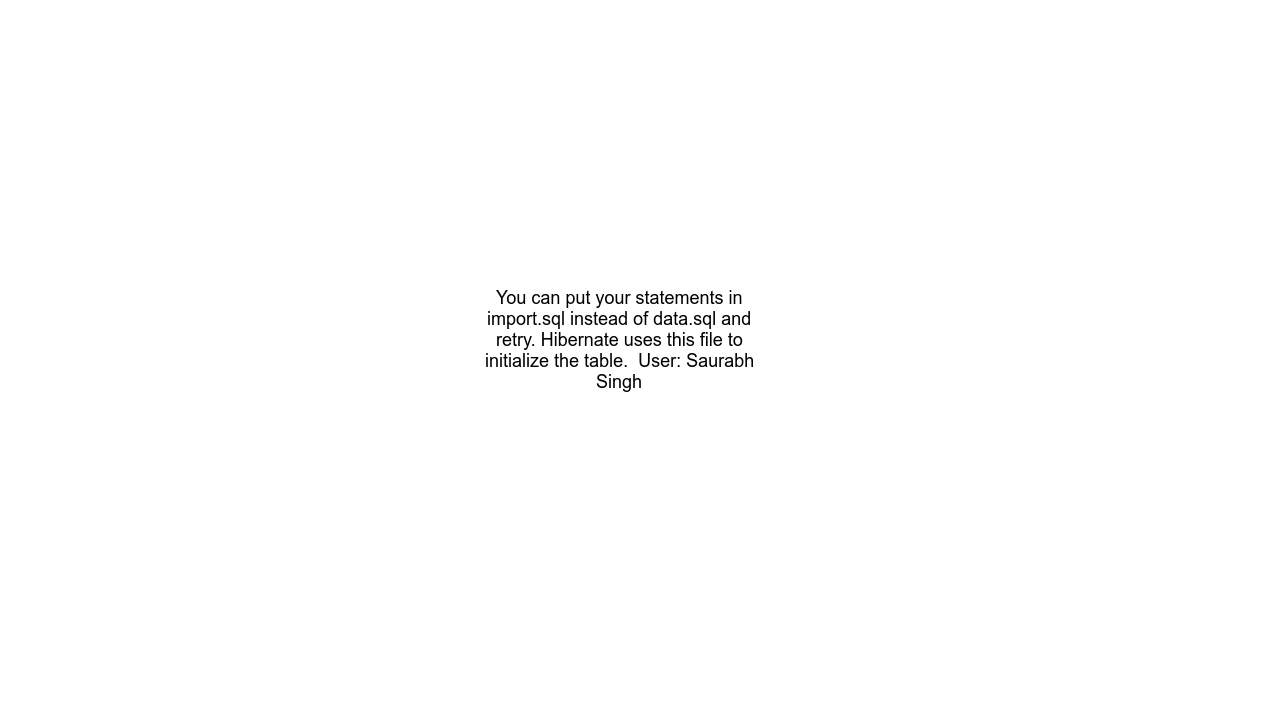 You can put your statements in
import.sql instead of data.sql and
retry. Hibernate uses this file to
initialize the table.  User: Saurabh
Singh